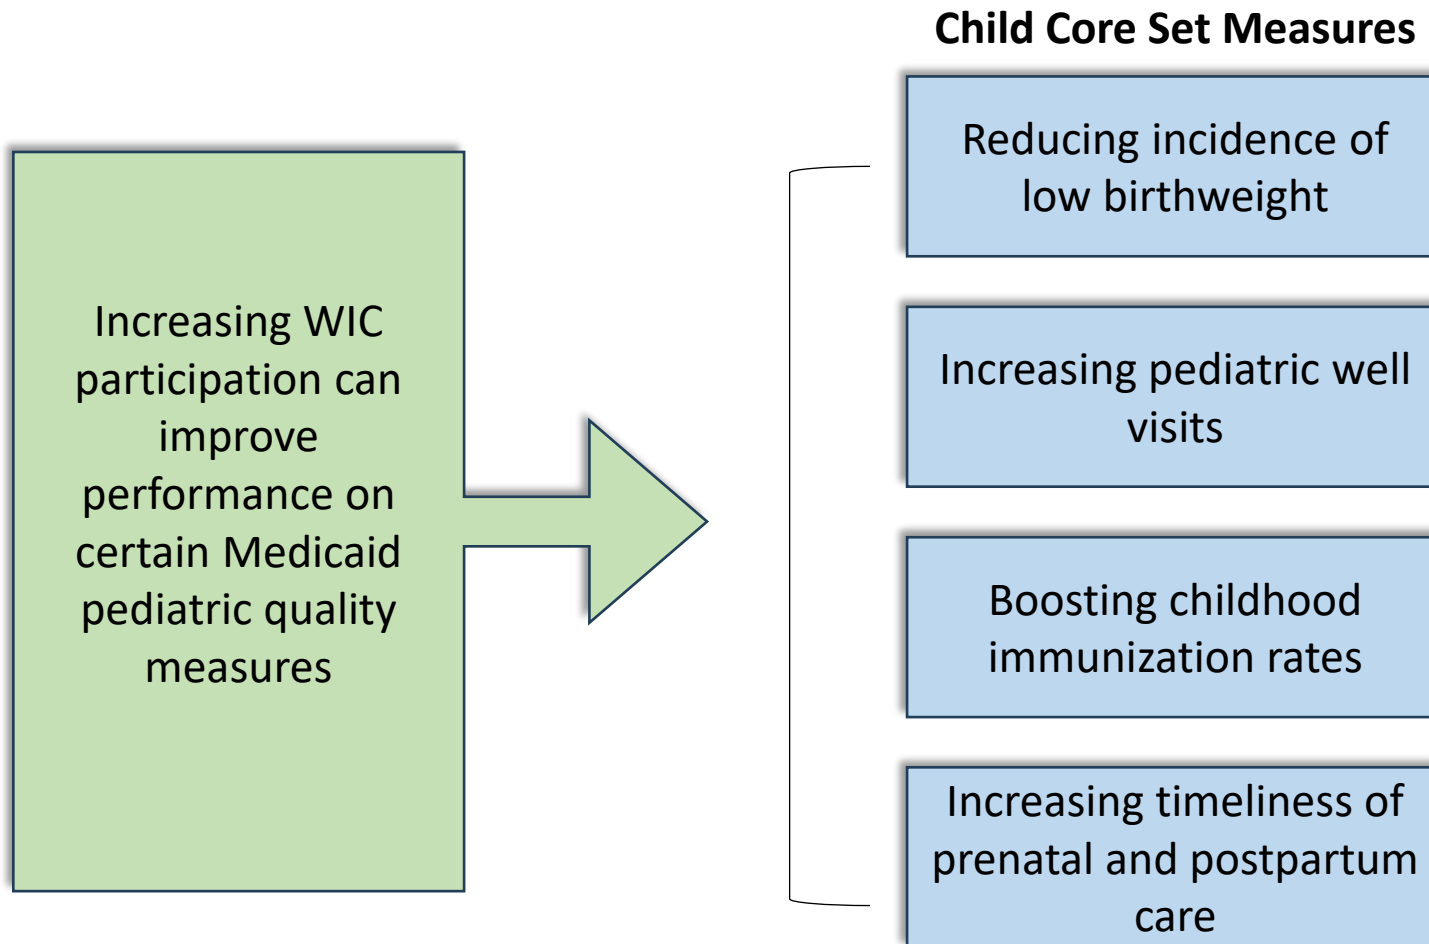 Child Core Set Measures
Increasing WIC
participation can
improve
performance on
certain Medicaid
pediatric quality
measures
Reducing incidence of
low birthweight
Increasing pediatric well
visits
Boosting childhood
immunization rates
Increasing timeliness of
prenatal and postpartum
care